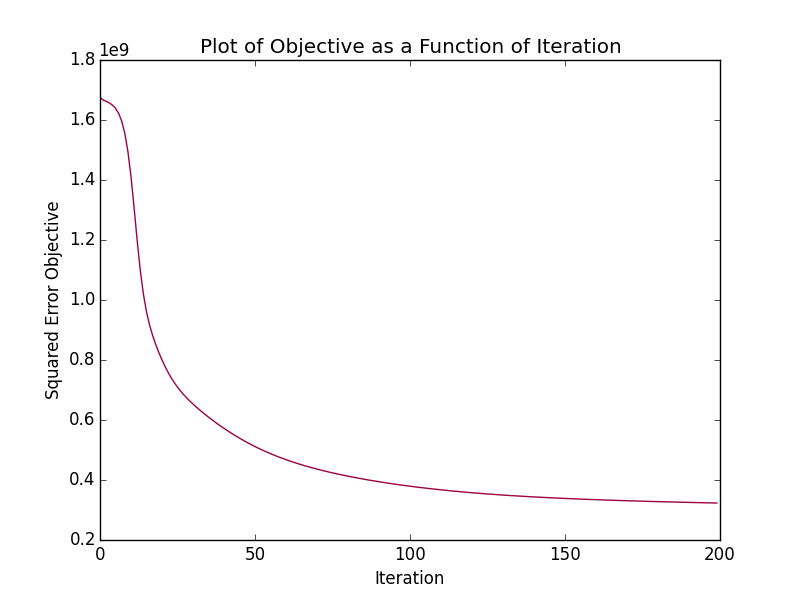 Plot of Objective as a Function of Iteration
1e9
1.8
1.6
1.4
1.2
1.0
0.8
0.6
0.4
0.2
Squared Error Objective
0 50 100 150 200
Iteration